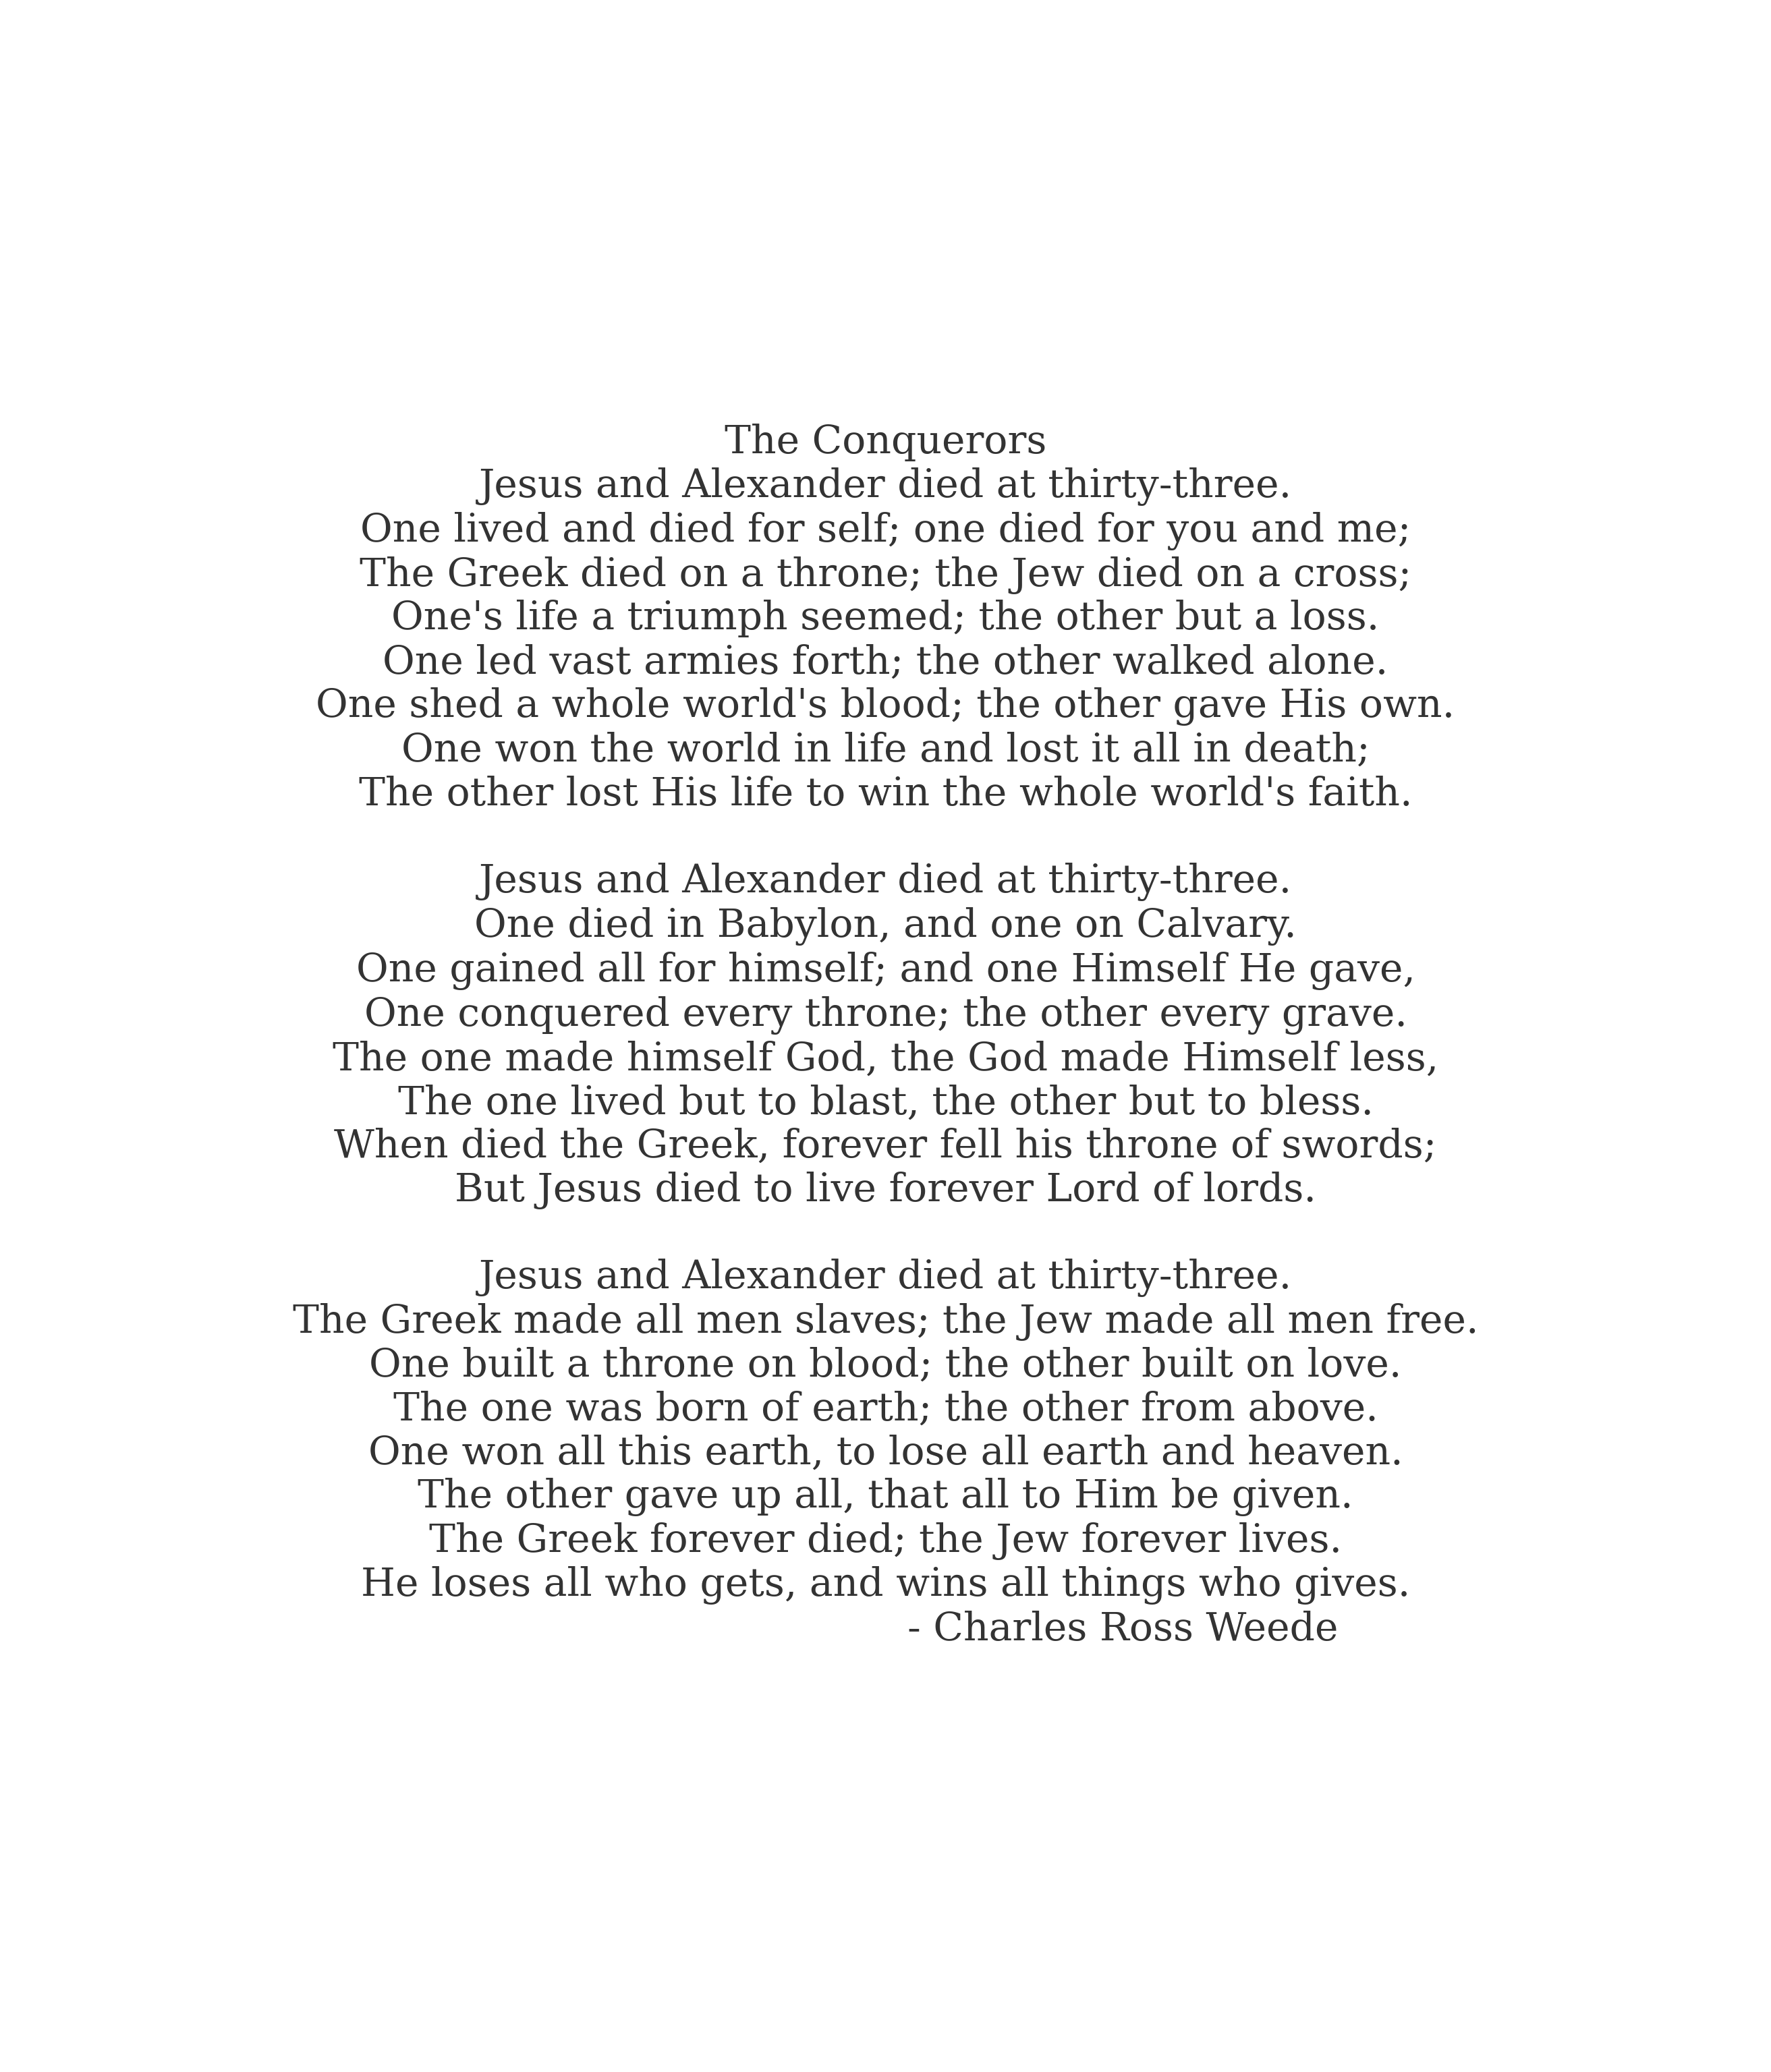 The Conquerors
Jesus and Alexander died at thirty-three.
One lived and died for self; one died for you and me;
The Greek died on a throne; the Jew died on a cross;
One's life a triumph seemed; the other but a loss.
One led vast armies forth; the other walked alone.
One shed a whole world's blood; the other gave His own.
One won the world in life and lost it all in death;
The other lost His life to win the whole world's faith.

Jesus and Alexander died at thirty-three.
One died in Babylon, and one on Calvary.
One gained all for himself; and one Himself He gave,
One conquered every throne; the other every grave.
The one made himself God, the God made Himself less,
The one lived but to blast, the other but to bless.
When died the Greek, forever fell his throne of swords;
But Jesus died to live forever Lord of lords.

Jesus and Alexander died at thirty-three.
The Greek made all men slaves; the Jew made all men free.
One built a throne on blood; the other built on love.
The one was born of earth; the other from above.
One won all this earth, to lose all earth and heaven.
The other gave up all, that all to Him be given.
The Greek forever died; the Jew forever lives.
He loses all who gets, and wins all things who gives.
- Charles Ross Weede